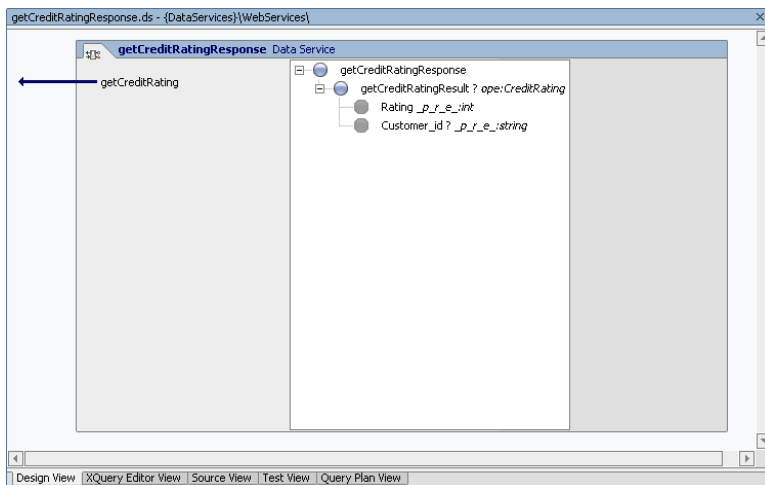 getCreditRatingResponse.ds - {DataServices}\WebServices\
getCreditRatingResponse Data Service
getCreditRating
getCreditRatingResponse
getCreditRatingResult ? ope:CreditRating
Rating _p_r_e_:int
Customer_id ? _p_r_e_:string
Design View XQuery Editor View Source View Test View Query Plan View